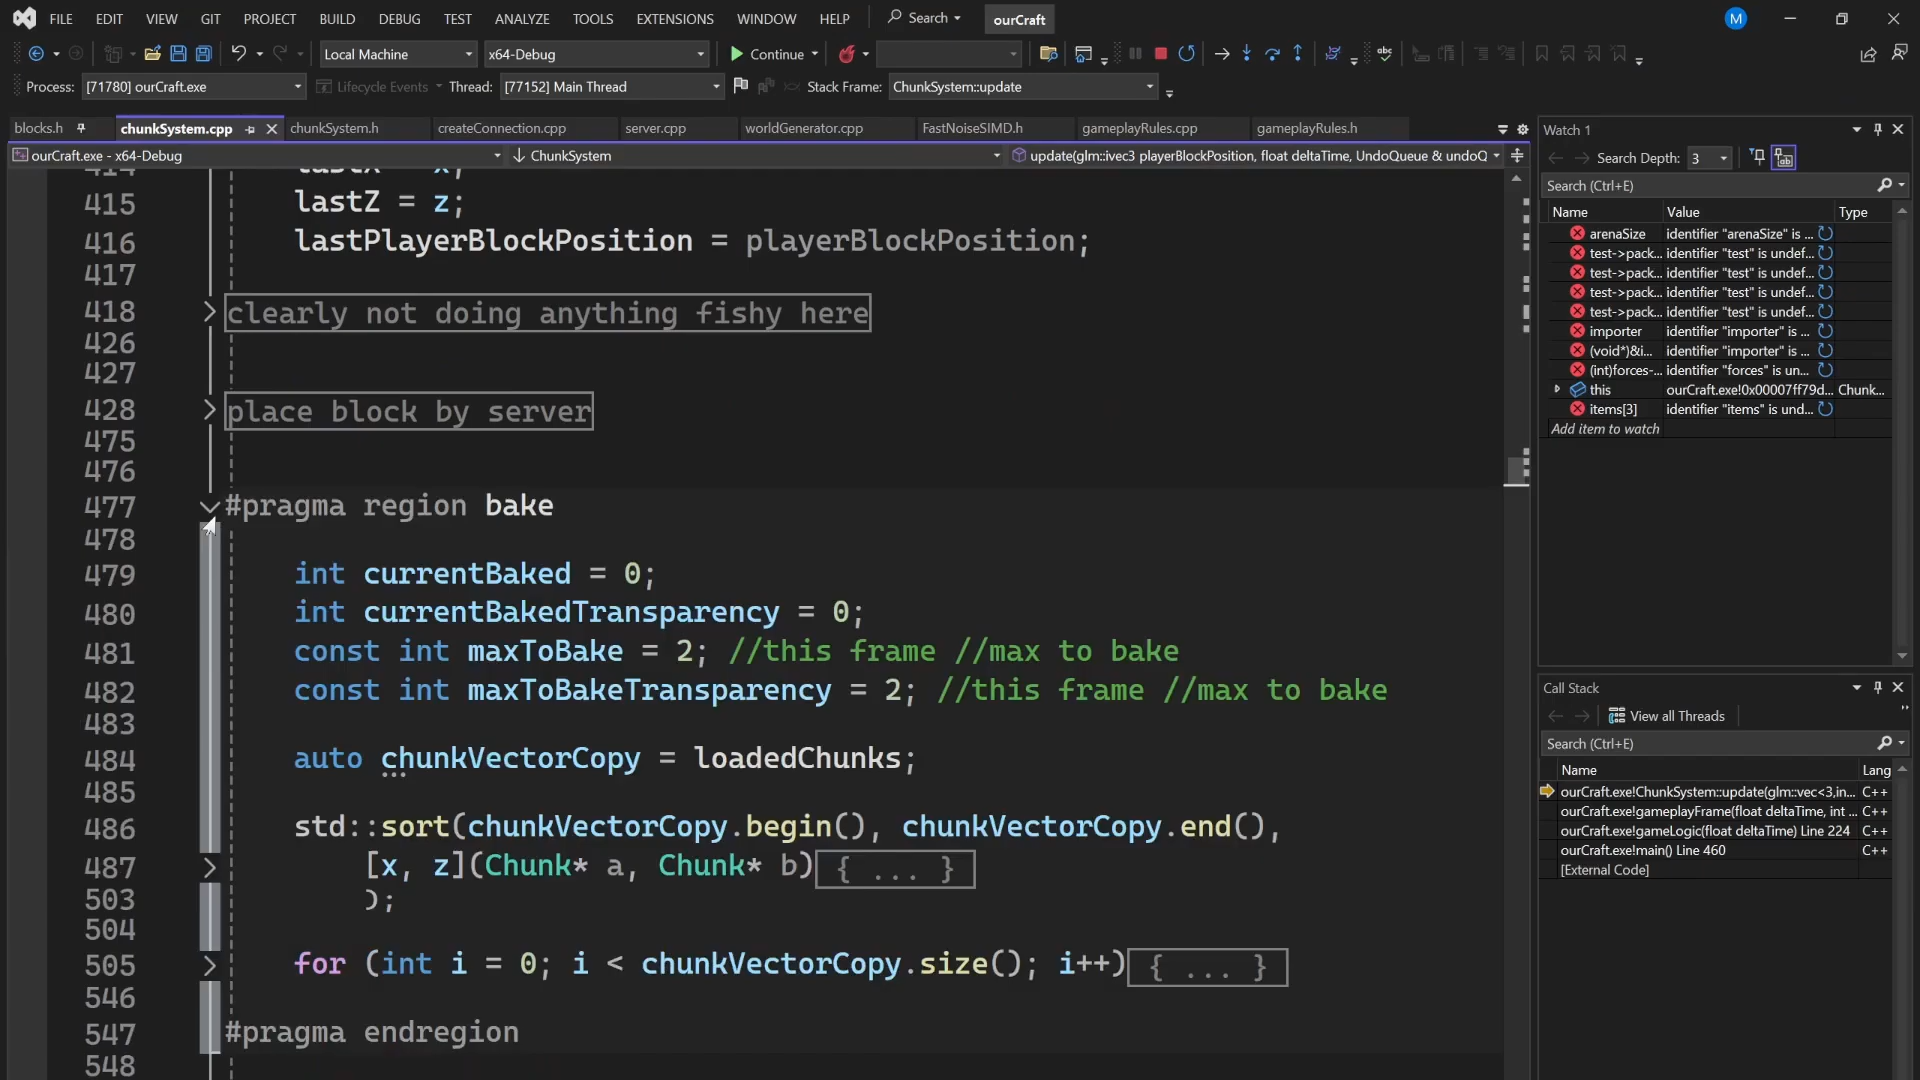 FILE EDIT VIEW GIT PROJECT BUILD DEBUG TEST ANALYZE TOOLS EXTENSIONS WINDOW HELP Search ourCraft M
Local Machine x64-Debug Continue abc
Process: [71780] ourCraft.exe Lifecycle Events Thread: [77152] Main Thread Stack Frame: ChunkSystem::update
blocks.h chunkSystem.cpp chunkSystem.h createConnection.cpp server.cpp worldGenerator.cpp FastNoiseSIMD.h gameplayRules.cpp gameplayRules.h
ourCraft.exe - x64-Debug ChunkSystem update(glm::ivec3 playerBlockPosition, float deltaTime, UndoQueue & undoQ
415 lastZ = z;
416 lastPlayerBlockPosition = playerBlockPosition;
417
418 clearly not doing anything fishy here
426
427
428 place block by server
475
476
477 #pragma region bake
478
479 int currentBaked = 0;
480 int currentBakedTransparency = 0;
481 const int maxToBake = 2; //this frame //max to bake
482 const int maxToBakeTransparency = 2; //this frame //max to bake
483
484 auto chunkVectorCopy = loadedChunks;
485
486 std::sort(chunkVectorCopy.begin(), chunkVectorCopy.end(),
487 [x, z](Chunk* a, Chunk* b){ ... }
503 );
504
505 for (int i = 0; i < chunkVectorCopy.size(); i++){ ... }
546
547 #pragma endregion
548
Watch 1
Search Depth: 3
Search (Ctrl+E)
Name Value Type
arenaSize identifier "arenaSize" is ...
test->pack... identifier "test" is undef...
test->pack... identifier "test" is undef...
test->pack... identifier "test" is undef...
test->pack... identifier "test" is undef...
importer identifier "importer" is ...
(void*)&i... identifier "importer" is ...
(int)forces-... identifier "forces" is un...
this ourCraft.exe!0x00007ff79d... Chunk...
items[3] identifier "items" is und...
Add item to watch
Call Stack
View all Threads
Search (Ctrl+E)
Name Lang
ourCraft.exe!ChunkSystem::update(glm::vec<3,in... C++
ourCraft.exe!gameplayFrame(float deltaTime, int ... C++
ourCraft.exe!gameLogic(float deltaTime) Line 224 C++
ourCraft.exe!main() Line 460 C++
[External Code]